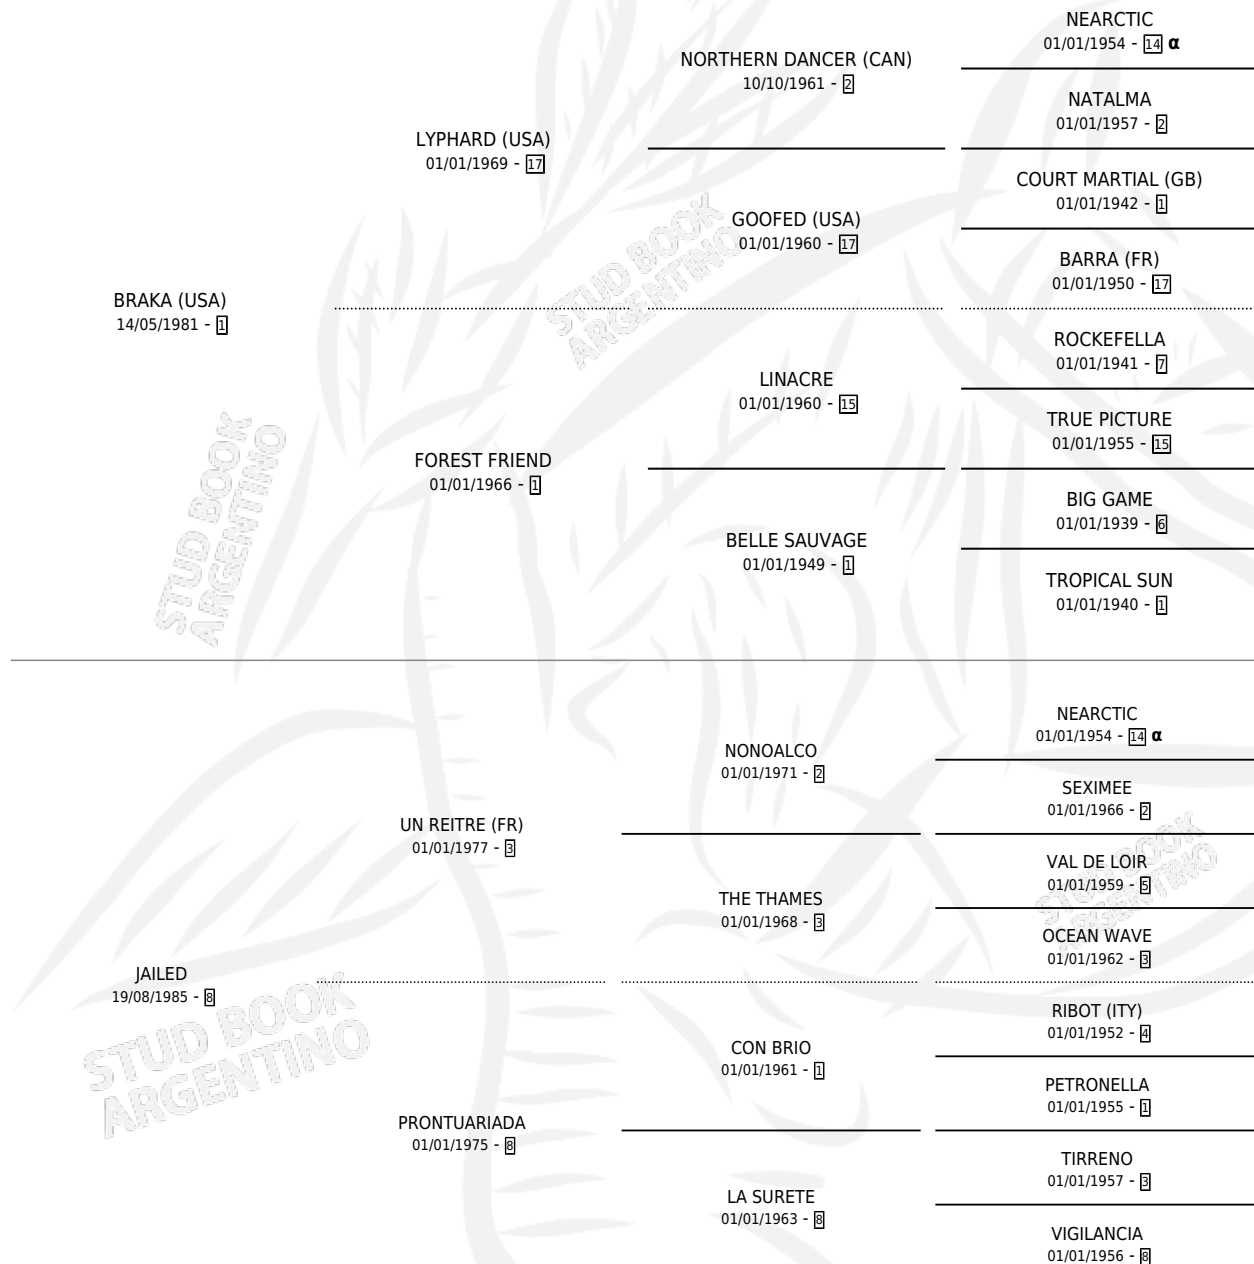 NEARCTIC
01/01/1954 - 14 α
NORTHERN DANCER (CAN)
10/10/1961 - 2
NATALMA
01/01/1957 - 2
LYPHARD (USA)
01/01/1969 - 17
COURT MARTIAL (GB)
01/01/1942 - 1
GOOFED (USA)
01/01/1960 - 17
BARRA (FR)
01/01/1950 - 17
BRAKA (USA)
14/05/1981 - 1
ROCKEFELLA
01/01/1941 - 7
LINACRE
01/01/1960 - 15
TRUE PICTURE
01/01/1955 - 15
FOREST FRIEND
01/01/1966 - 1
BIG GAME
01/01/1939 - 6
BELLE SAUVAGE
01/01/1949 - 1
TROPICAL SUN
01/01/1940 - 1
NEARCTIC
01/01/1954 - 14 α
NONOALCO
01/01/1971 - 2
SEXIMEE
01/01/1966 - 2
UN REITRE (FR)
01/01/1977 - 3
VAL DE LOIR
01/01/1959 - 5
THE THAMES
01/01/1968 - 3
OCEAN WAVE
01/01/1962 - 3
JAILED
19/08/1985 - 8
RIBOT (ITY)
01/01/1952 - 4
CON BRIO
01/01/1961 - 1
PETRONELLA
01/01/1955 - 1
PRONTUARIADA
01/01/1975 - 8
TIRRENO
01/01/1957 - 3
LA SURETE
01/01/1963 - 8
VIGILANCIA
01/01/1956 - 8
STUD BOOK
ARGENTINO
STUD BOOK
ARGENTINO
STUD BOOK
ARGENTINO
STUD BOOK
ARGENTINO